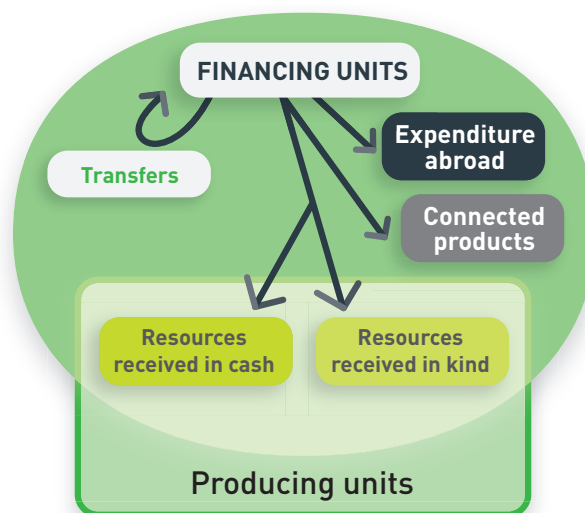 FINANCING UNITS
Expenditure
abroad
Transfers
Connected
products
Resources
received in cash
Resources
received in kind
Producing units